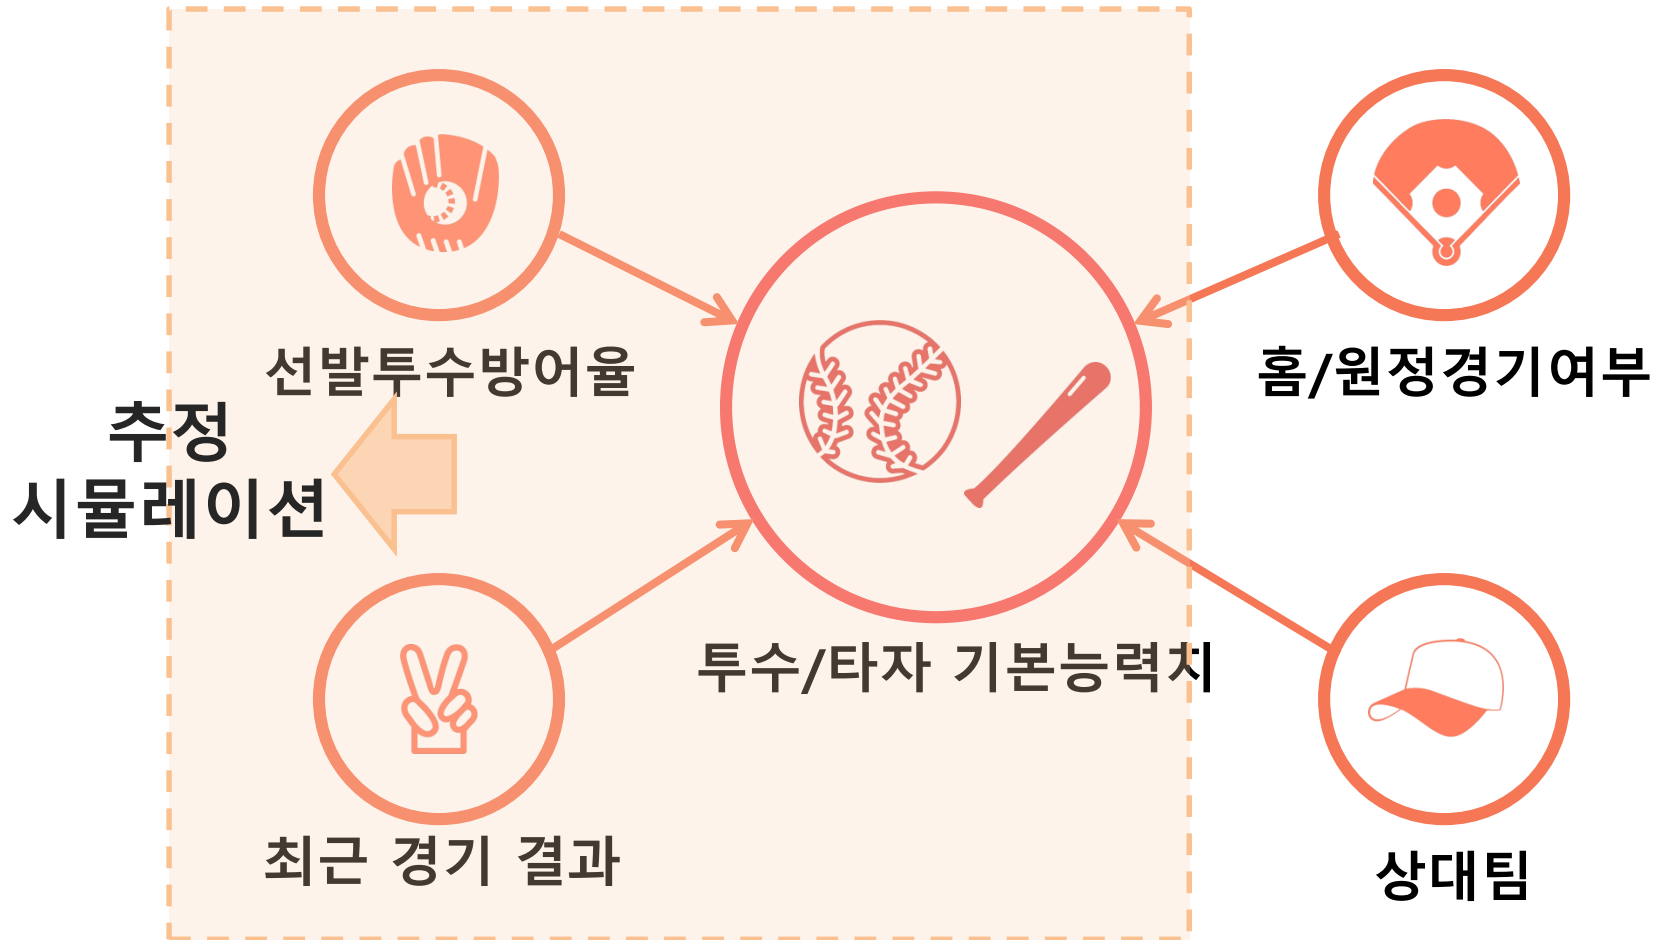 선발투수방어율
홈/원정경기여부
추정
시뮬레이션
투수/타자 기본능력치
최근 경기 결과
상대팀